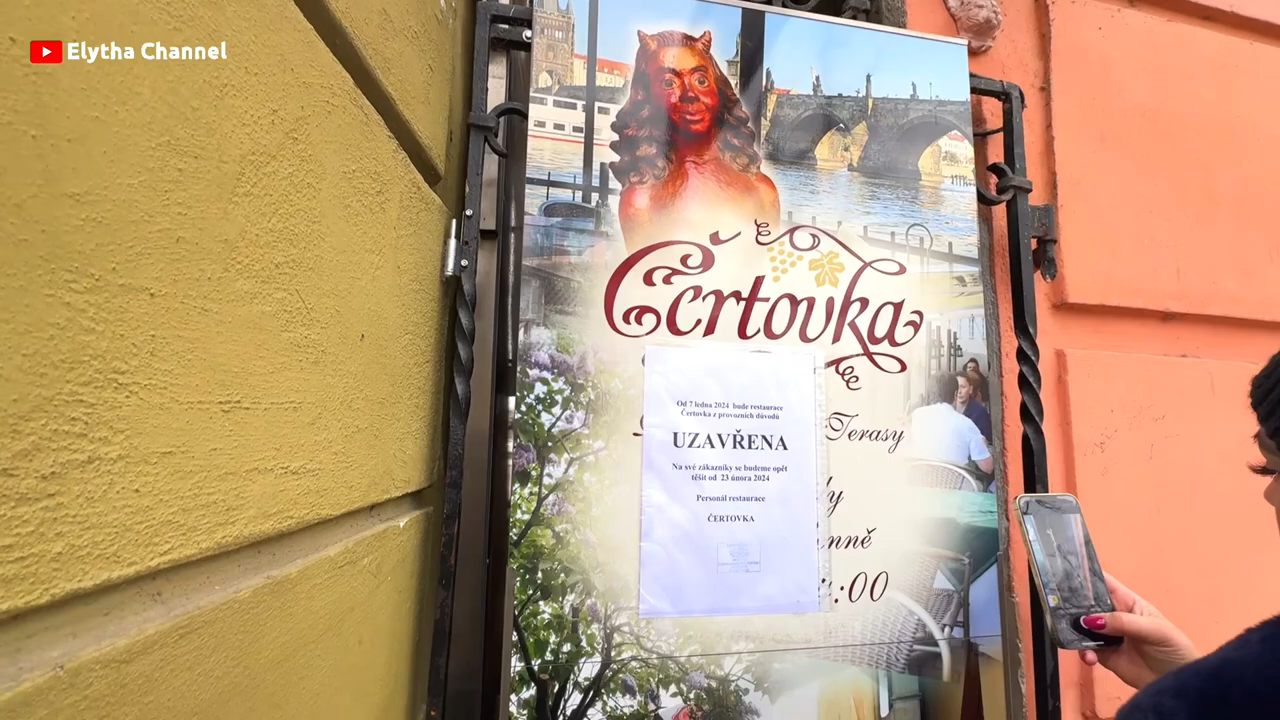 Elytha Channel
Čertovka
Od 7 ledna 2024 bude restaurace
Čertovka z provozních důvodů
UZAVŘENA
Na své zákazníky se budeme opět
těšit od 23 února 2024
Personál restaurace
ČERTOVKA
Terasy
:00